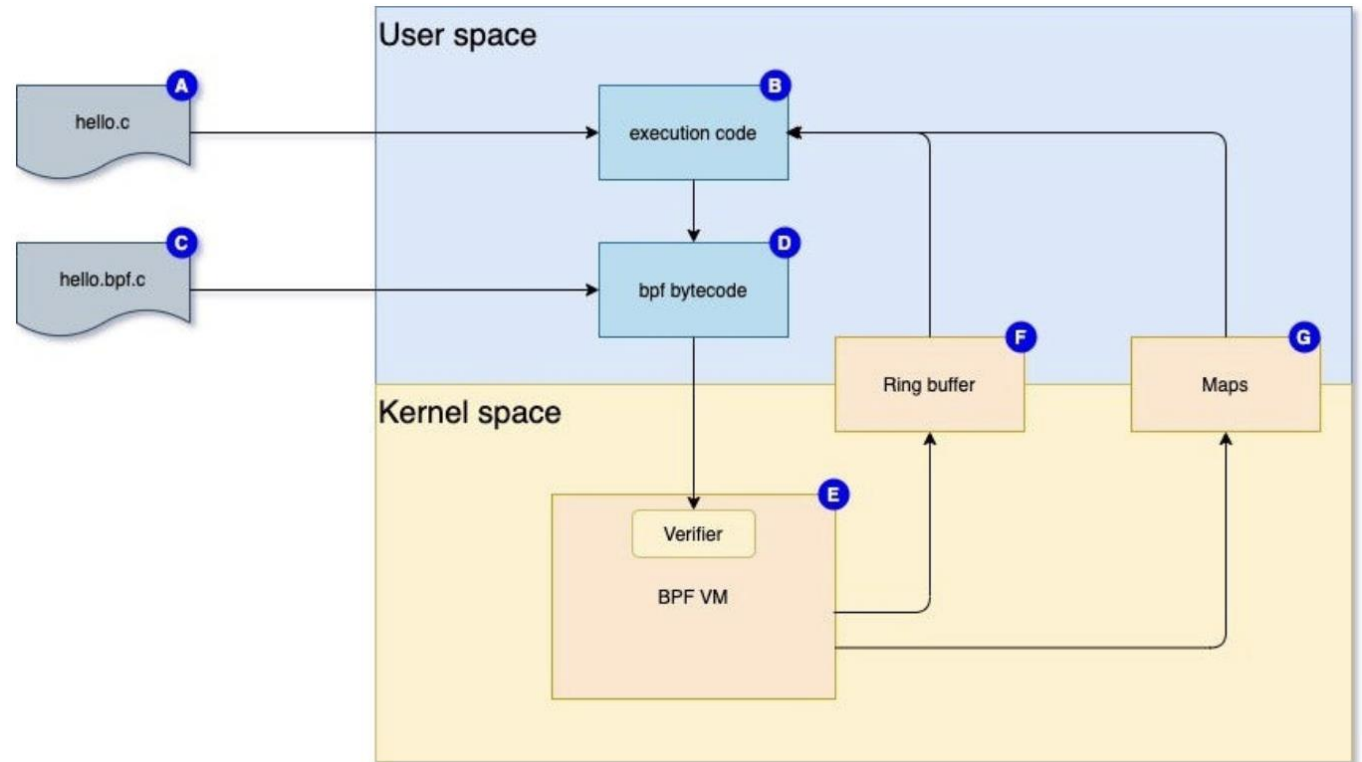 User space
A
hello.c
B
execution code
C
hello.bpf.c
D
bpf bytecode
F
Ring buffer
G
Maps
Kernel space
E
Verifier
BPF VM